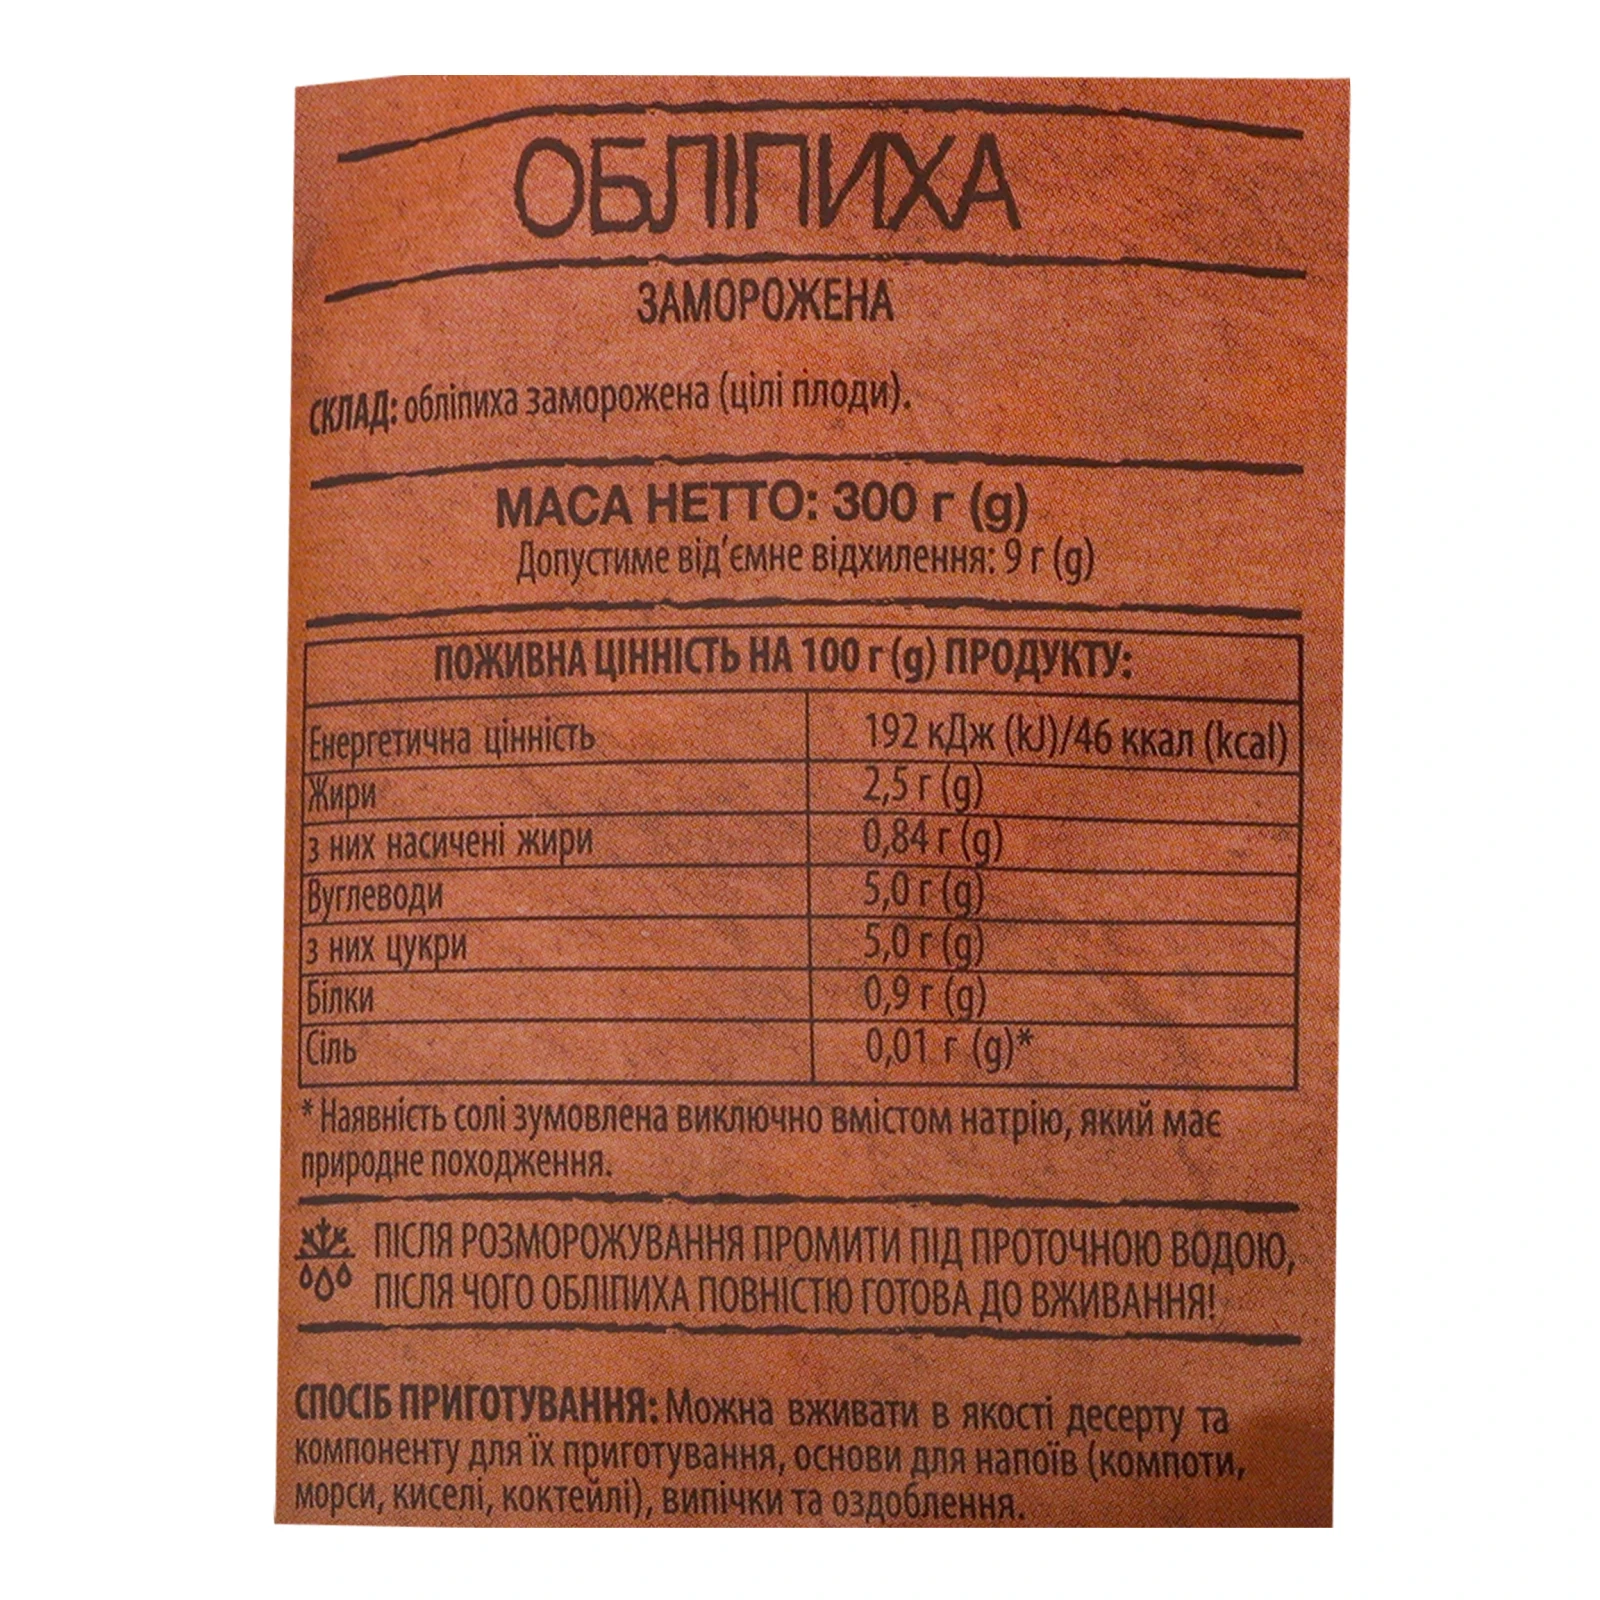 ОБЛІПИХА
ЗАМОРОЖЕНА
СКЛАД: обліпиха заморожена (цілі плоди).
МАСА НЕТТО: 300 г (g)
Допустиме від’ємне відхилення: 9 г (g)
ПОЖИВНА ЦІННІСТЬ НА 100 г (g) ПРОДУКТУ:
Енергетична цінність 192 кДж (kJ)/46 ккал (kcal)
Жири 2,5 г (g)
з них насичені жири 0,84 г (g)
Вуглеводи 5,0 г (g)
з них цукри 5,0 г (g)
Білки 0,9 г (g)
Сіль 0,01 г (g)*
* Наявність солі зумовлена виключно вмістом натрію, який має
природне походження.
ПІСЛЯ РОЗМОРОЖУВАННЯ ПРОМИТИ ПІД ПРОТОЧНОЮ ВОДОЮ,
ПІСЛЯ ЧОГО ОБЛІПИХА ПОВНІСТЮ ГОТОВА ДО ВЖИВАННЯ!
СПОСІБ ПРИГОТУВАННЯ: Можна вживати в якості десерту та
компоненту для їх приготування, основи для напоїв (компоти,
морси, киселі, коктейлі), випічки та оздоблення.